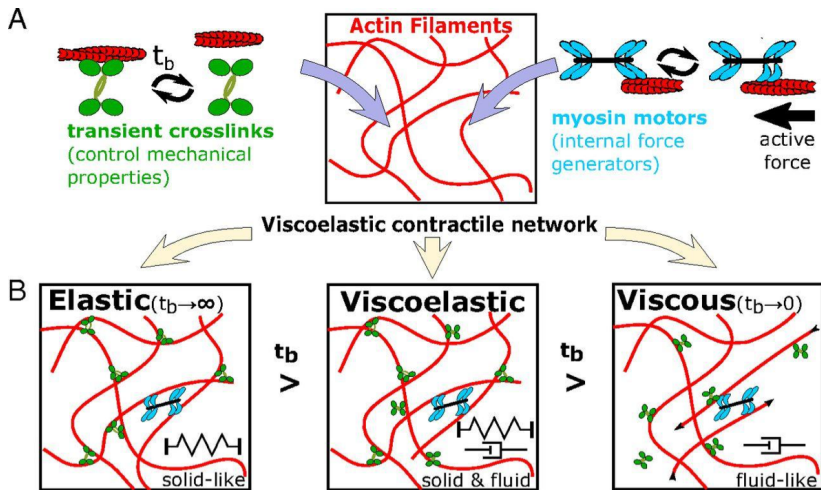 A
t_b
transient crosslinks
(control mechanical
properties)
Actin Filaments
myosin motors
(internal force
generators)
active
force
Viscoelastic contractile network
B
Elastic(t_b→∞)
solid-like
t_b
>
Viscoelastic
solid & fluid
t_b
>
Viscous(t_b→0)
fluid-like